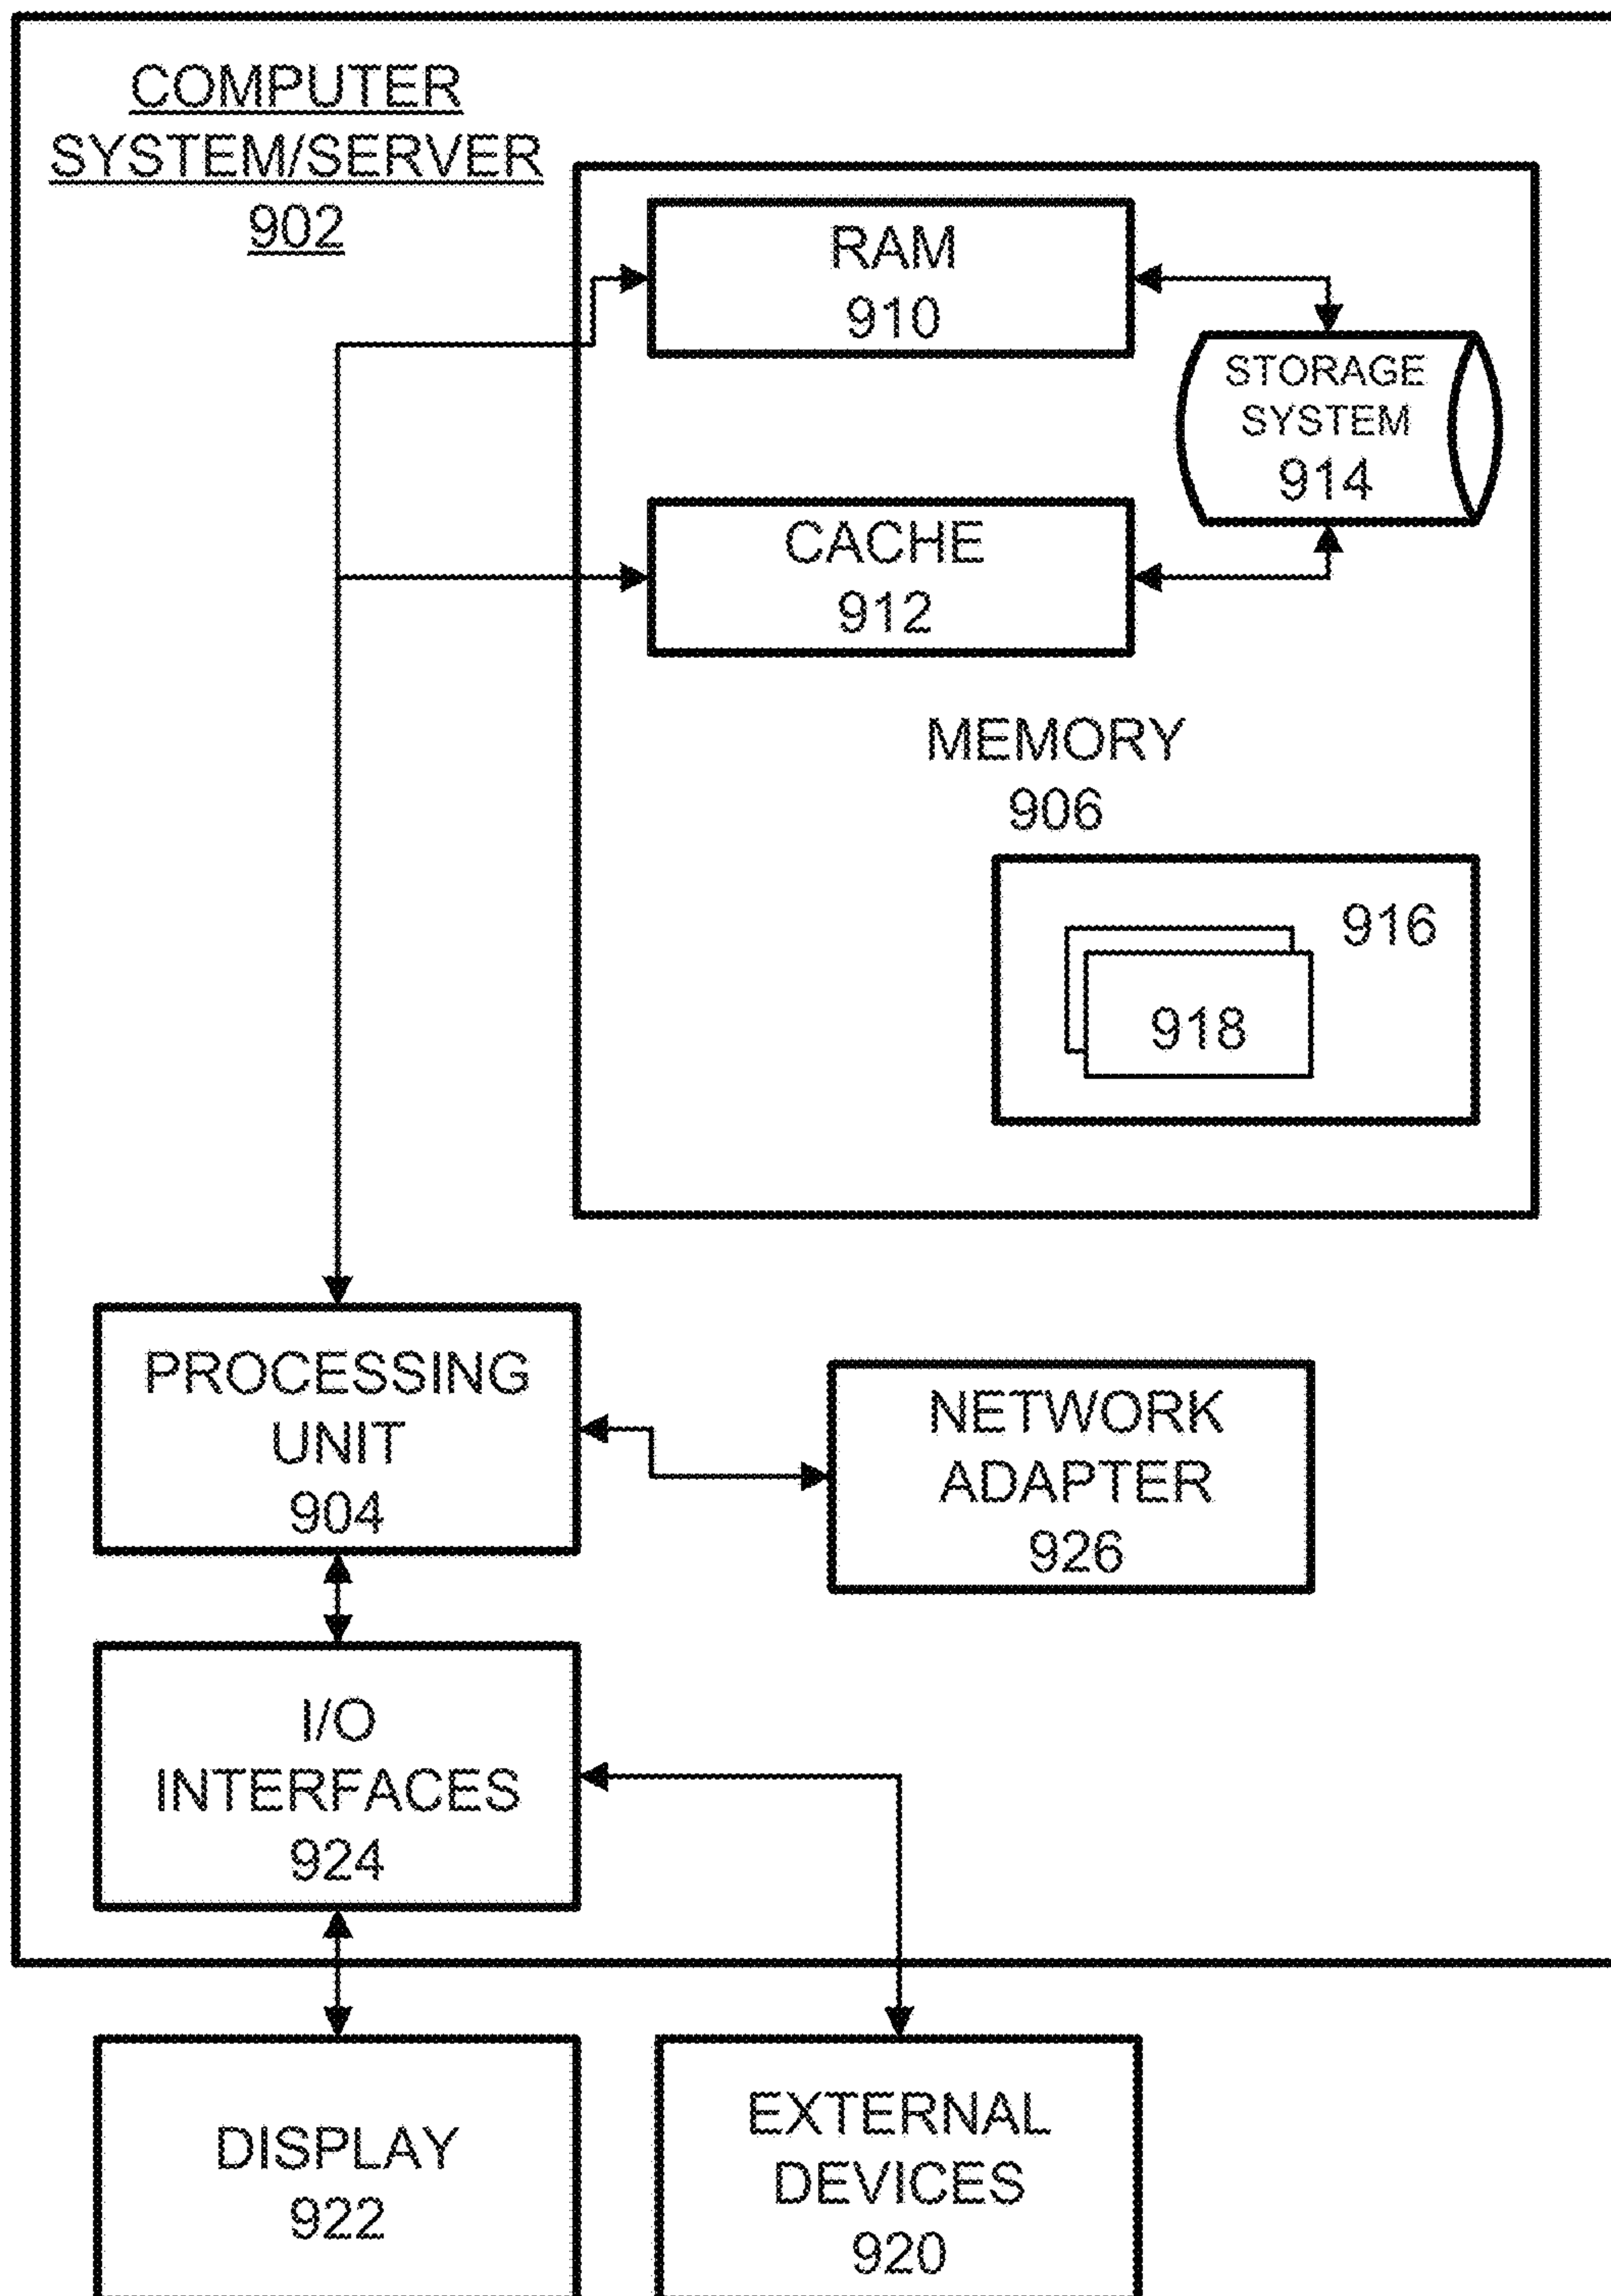 COMPUTER
SYSTEM/SERVER
902
RAM
910
STORAGE
SYSTEM
914
CACHE
912
MEMORY
906
916
918
PROCESSING
UNIT
904
NETWORK
ADAPTER
926
I/O
INTERFACES
924
DISPLAY
922
EXTERNAL
DEVICES
920